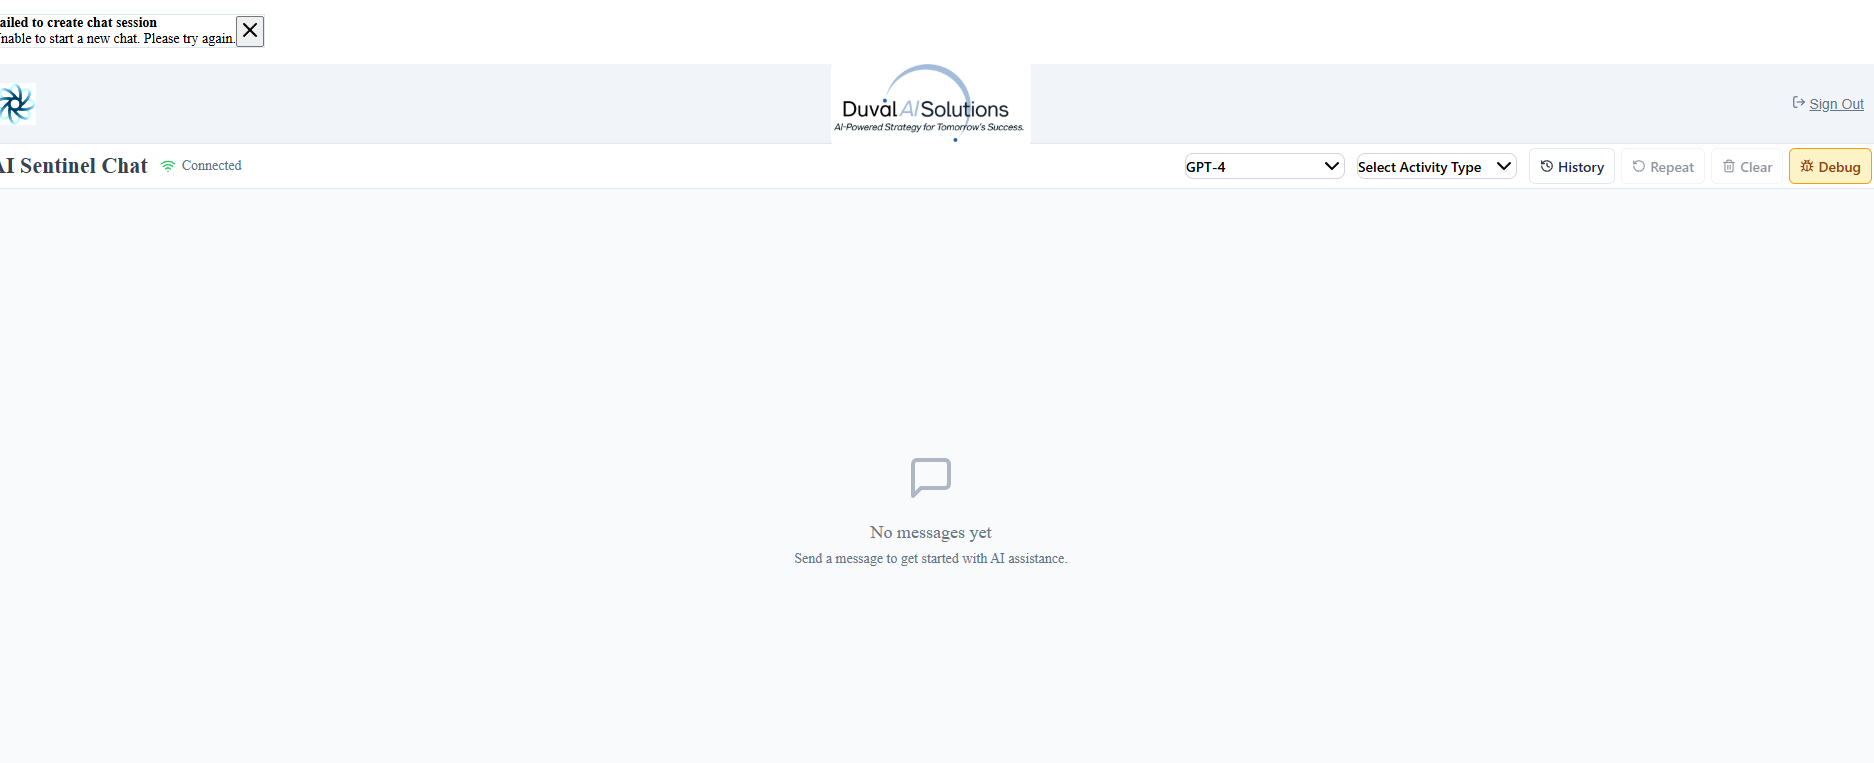 ailed to create chat session
nable to start a new chat. Please try again.
Duval AI Solutions
AI-Powered Strategy for Tomorrow's Success.
Sign Out
AI Sentinel Chat
Connected
GPT-4
Select Activity Type
History
Repeat
Clear
Debug
No messages yet
Send a message to get started with AI assistance.